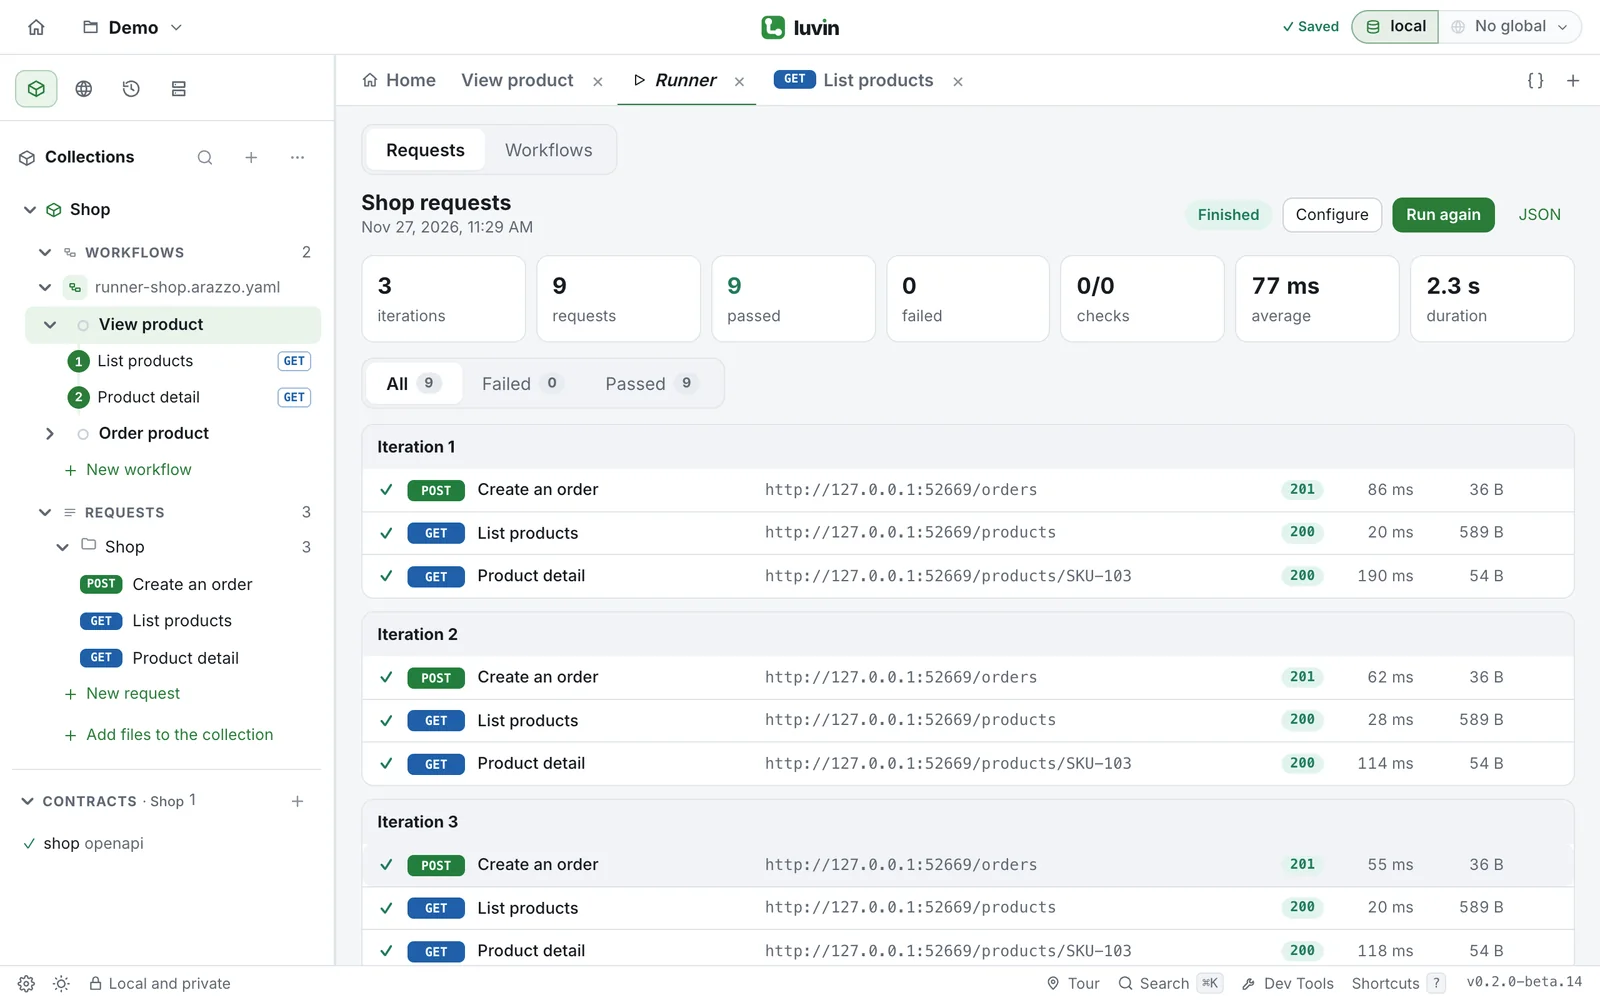 Demo
luvin
Saved
local
No global
Home
View product
Runner
GET List products
Collections
Shop
WORKFLOWS 2
runner-shop.arazzo.yaml
View product
1 List products GET
2 Product detail GET
Order product
New workflow
REQUESTS 3
Shop 3
POST Create an order
GET List products
GET Product detail
New request
Add files to the collection
CONTRACTS · Shop 1
shop openapi
Requests Workflows
Shop requests
Nov 27, 2026, 11:29 AM
Finished Configure Run again JSON
3 iterations
9 requests
9 passed
0 failed
0/0 checks
77 ms average
2.3 s duration
All 9 Failed 0 Passed 9
Iteration 1
POST Create an order http://127.0.0.1:52669/orders 201 86 ms 36 B
GET List products http://127.0.0.1:52669/products 200 20 ms 589 B
GET Product detail http://127.0.0.1:52669/products/SKU-103 200 190 ms 54 B
Iteration 2
POST Create an order http://127.0.0.1:52669/orders 201 62 ms 36 B
GET List products http://127.0.0.1:52669/products 200 28 ms 589 B
GET Product detail http://127.0.0.1:52669/products/SKU-103 200 114 ms 54 B
Iteration 3
POST Create an order http://127.0.0.1:52669/orders 201 55 ms 36 B
GET List products http://127.0.0.1:52669/products 200 20 ms 589 B
GET Product detail http://127.0.0.1:52669/products/SKU-103 200 118 ms 54 B
Local and private
Tour Search ⌘K Dev Tools Shortcuts ? v0.2.0-beta.14